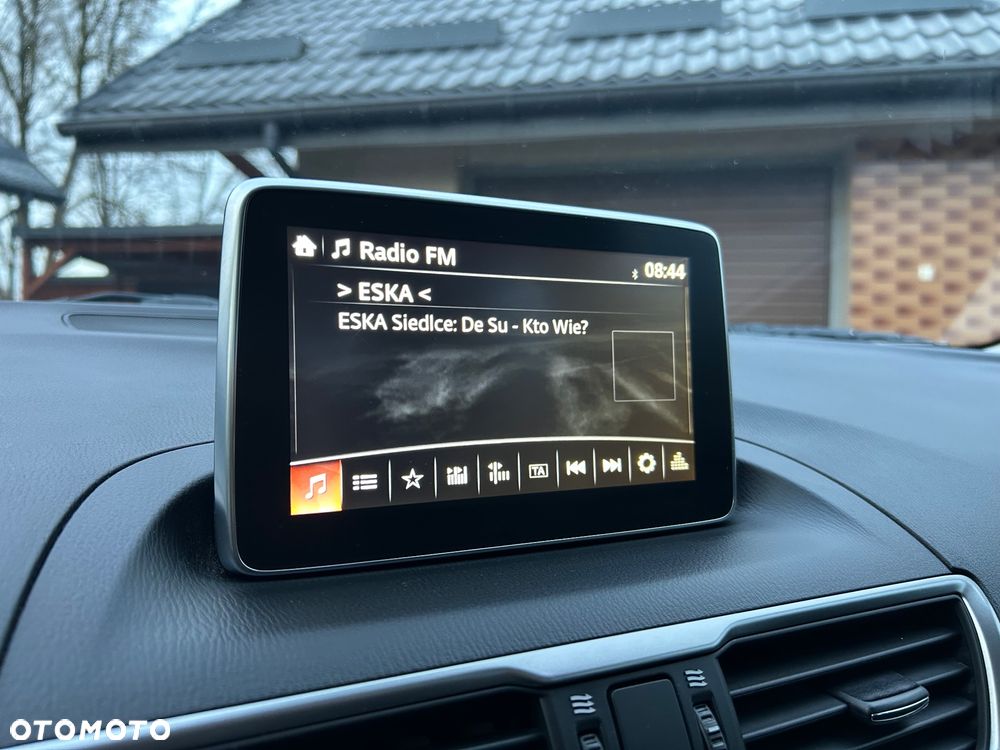 Radio FM
08:44
> ESKA <
ESKA Siedlce: De Su - Kto Wie?
TA
OTOMOTO